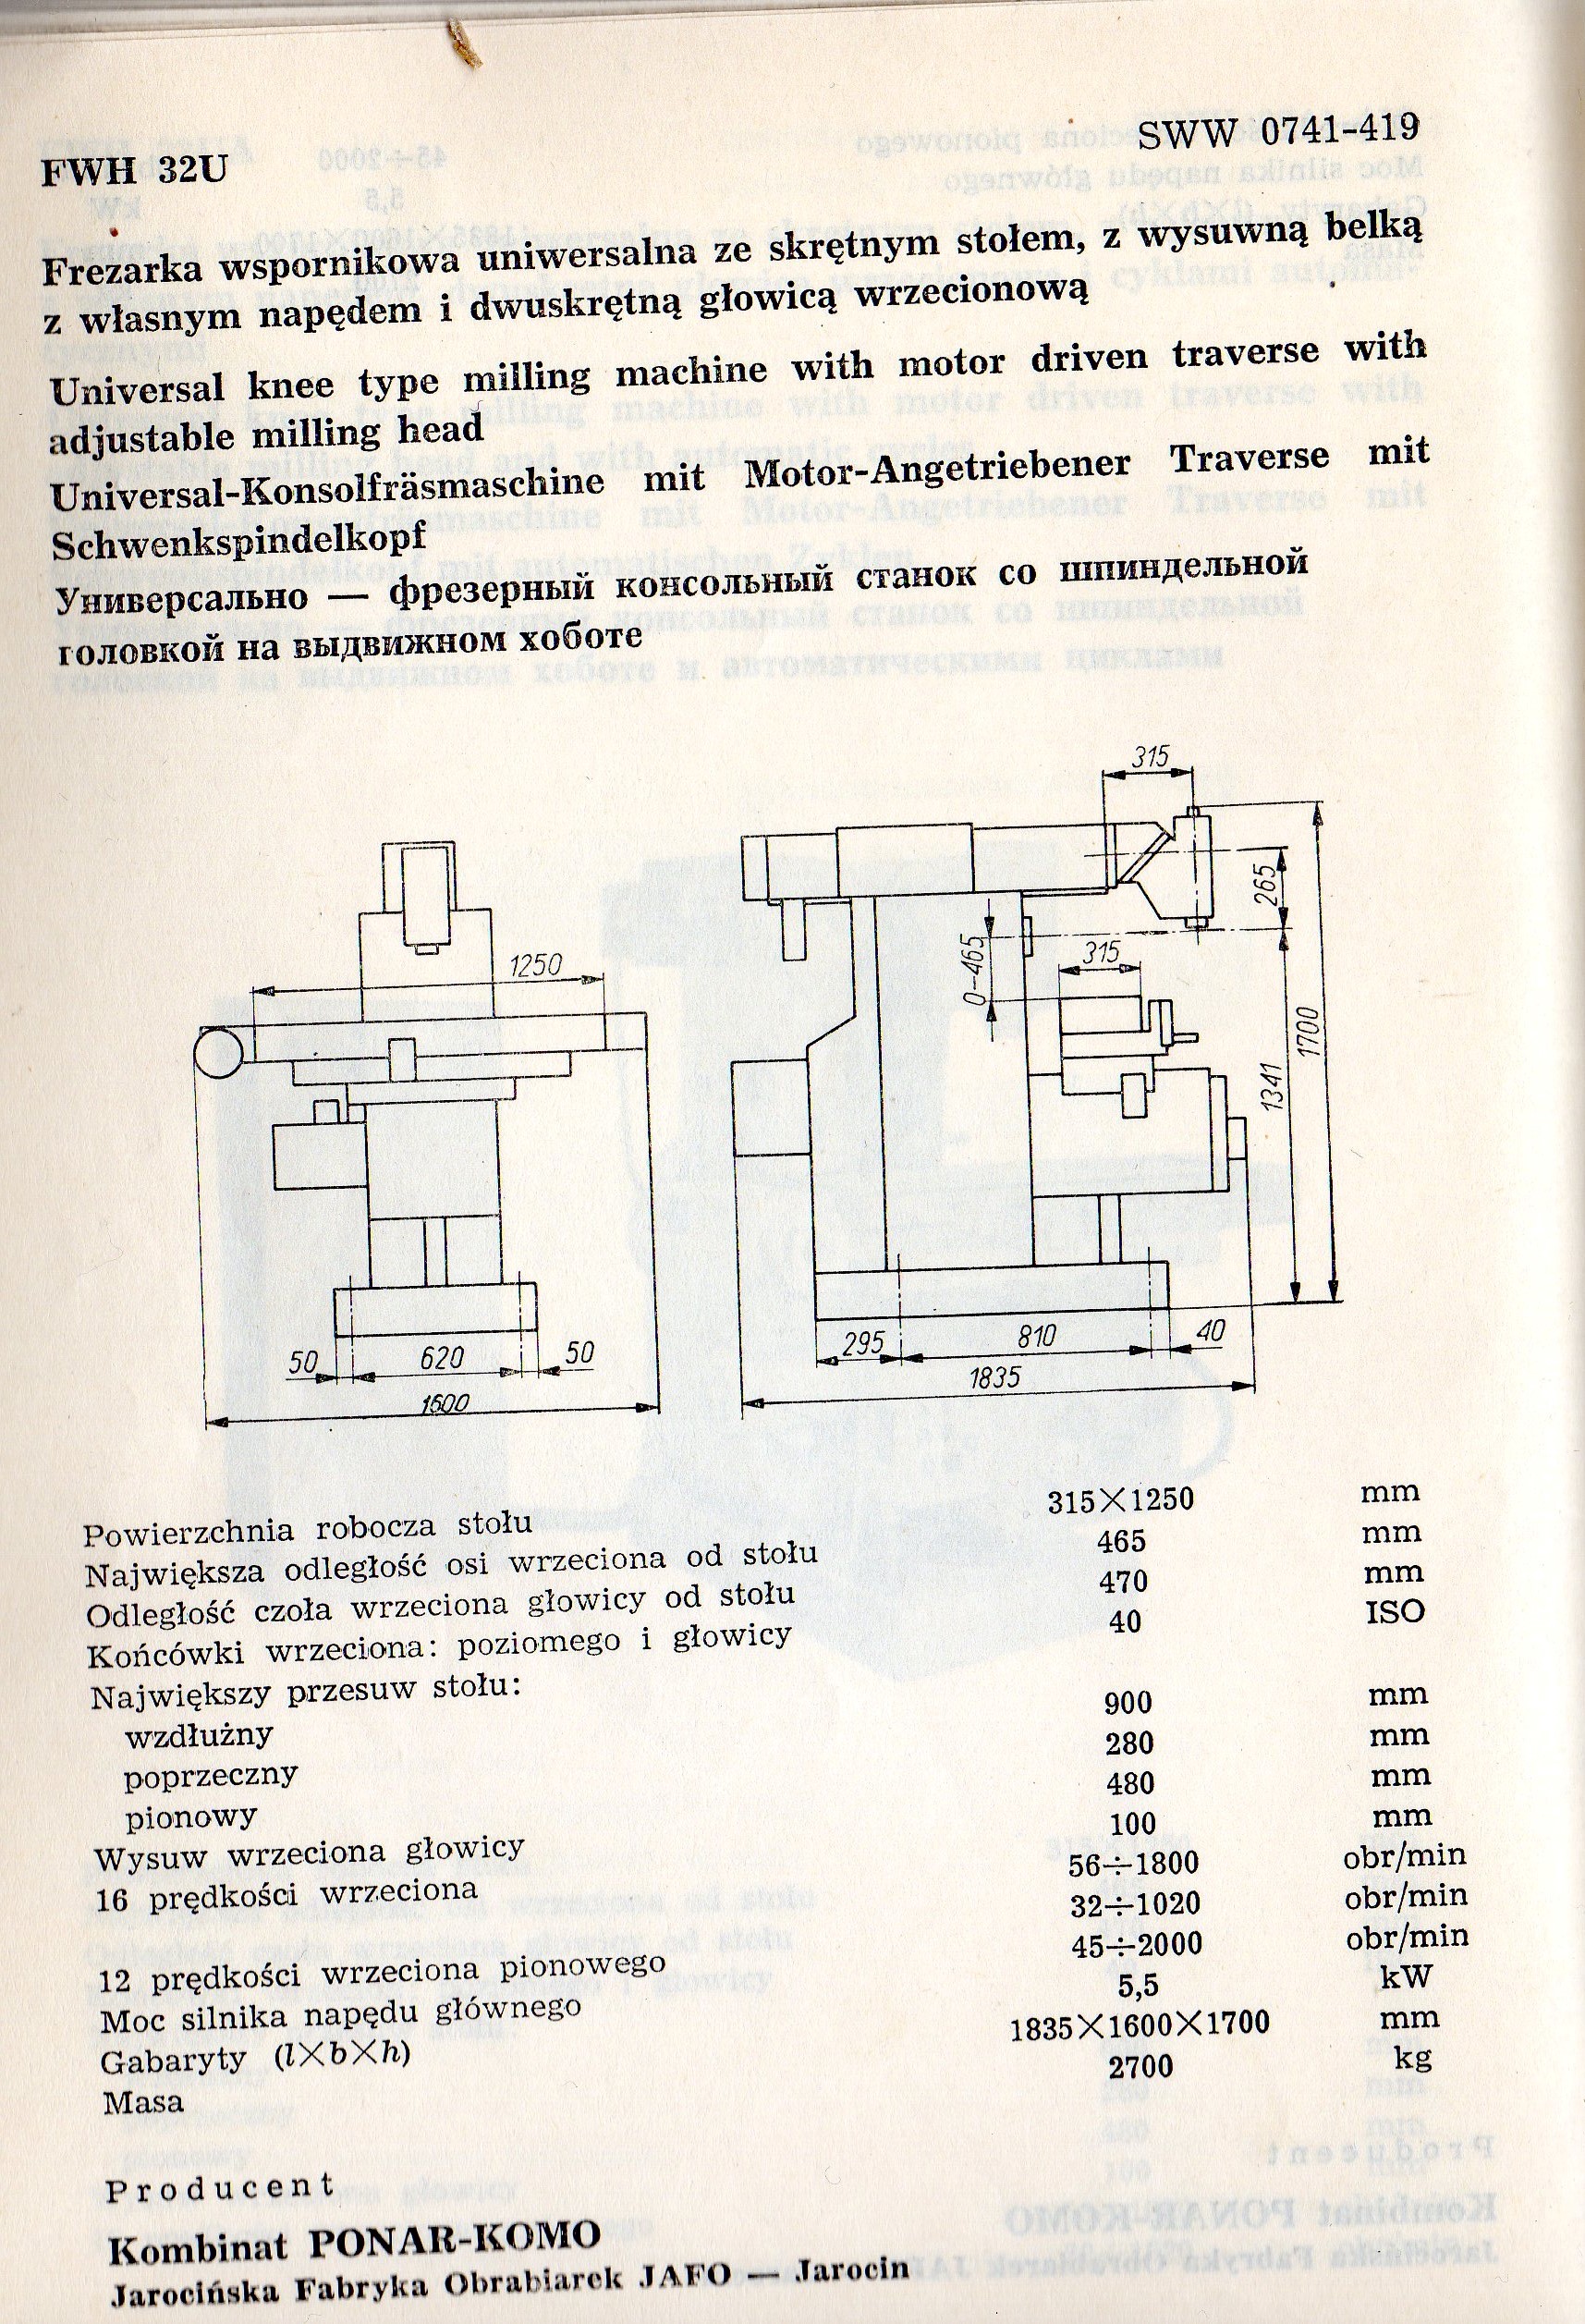 FWH 32U
SWW 0741-419
Frezarka wspornikowa uniwersalna ze skrętnym stołem, z wysuwną belką
z własnym napędem i dwuskrętną głowicą wrzecionową
Universal knee type milling machine with motor driven traverse with
adjustable milling head
Universal-Konsolfräsmaschine mit Motor-Angetriebener Traverse mit
Schwenkspindelkopf
Универсально — фрезерный консольный станок со шпиндельной
головкой на выдвижном хоботе
315
265
1250
0-465
315
1700
1341
50 620 50
1600
295 810 40
1835
Powierzchnia robocza stołu 315×1250 mm
Największa odległość osi wrzeciona od stołu 465 mm
Odległość czoła wrzeciona głowicy od stołu 470 mm
Końcówki wrzeciona: poziomego i głowicy 40 ISO
Największy przesuw stołu:
wzdłużny 900 mm
poprzeczny 280 mm
pionowy 480 mm
Wysuw wrzeciona głowicy 100 mm
16 prędkości wrzeciona 56÷1800 obr/min
32÷1020 obr/min
12 prędkości wrzeciona pionowego 45÷2000 obr/min
Moc silnika napędu głównego 5,5 kW
Gabaryty (l×b×h) 1835×1600×1700 mm
Masa 2700 kg
Producent
Kombinat PONAR-KOMO
Jarocińska Fabryka Obrabiarek JAFO — Jarocin